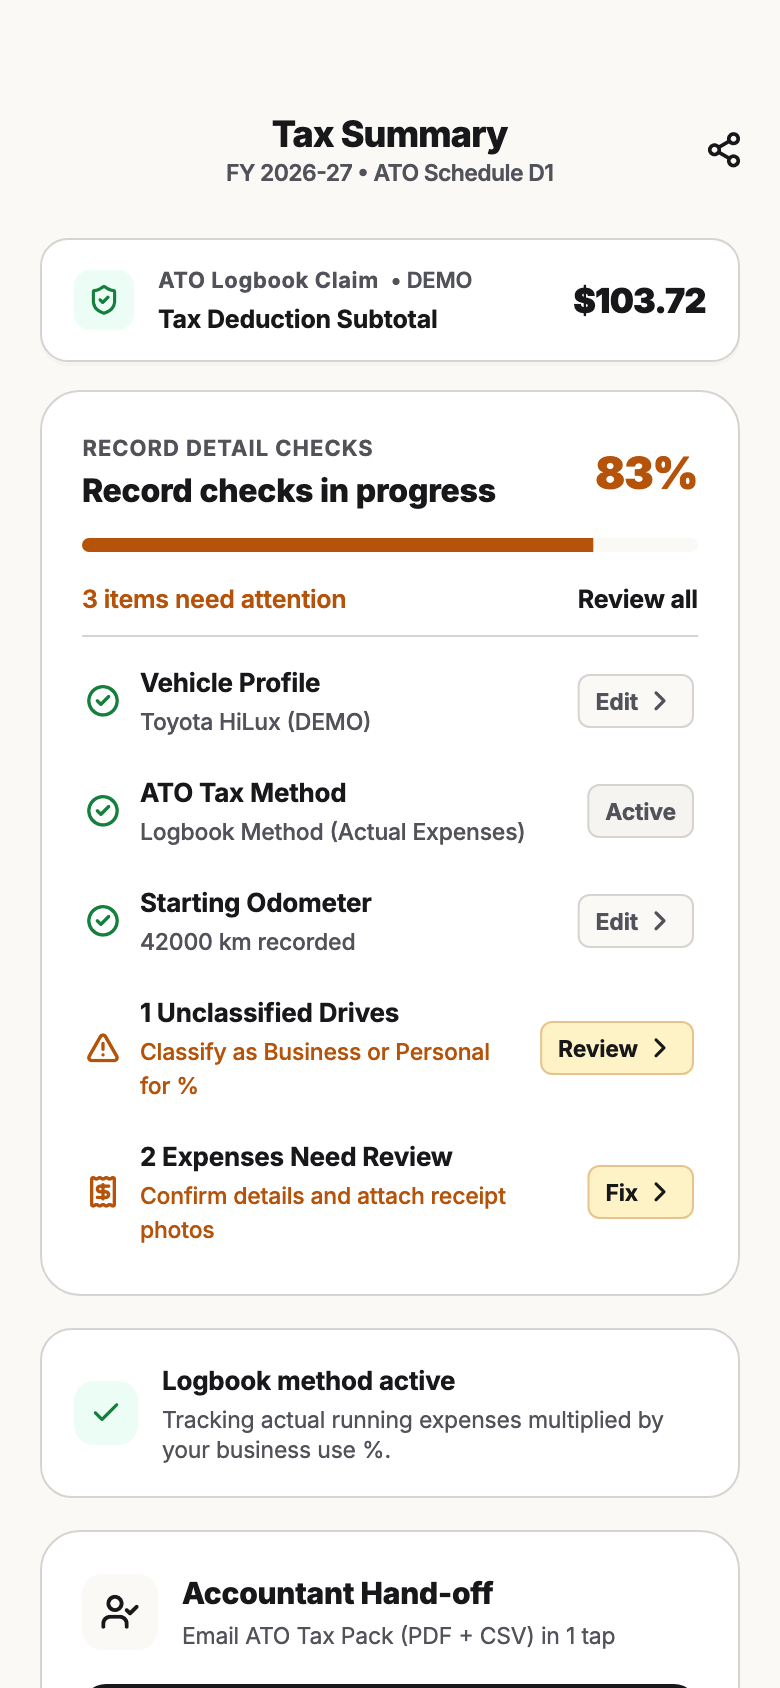 Tax Summary
FY 2026-27 • ATO Schedule D1
ATO Logbook Claim • DEMO
Tax Deduction Subtotal
$103.72
RECORD DETAIL CHECKS
Record checks in progress
83%
3 items need attention
Review all
Vehicle Profile
Toyota HiLux (DEMO)
Edit
ATO Tax Method
Logbook Method (Actual Expenses)
Active
Starting Odometer
42000 km recorded
Edit
1 Unclassified Drives
Classify as Business or Personal
for %
Review
2 Expenses Need Review
Confirm details and attach receipt
photos
Fix
Logbook method active
Tracking actual running expenses multiplied by
your business use %.
Accountant Hand-off
Email ATO Tax Pack (PDF + CSV) in 1 tap